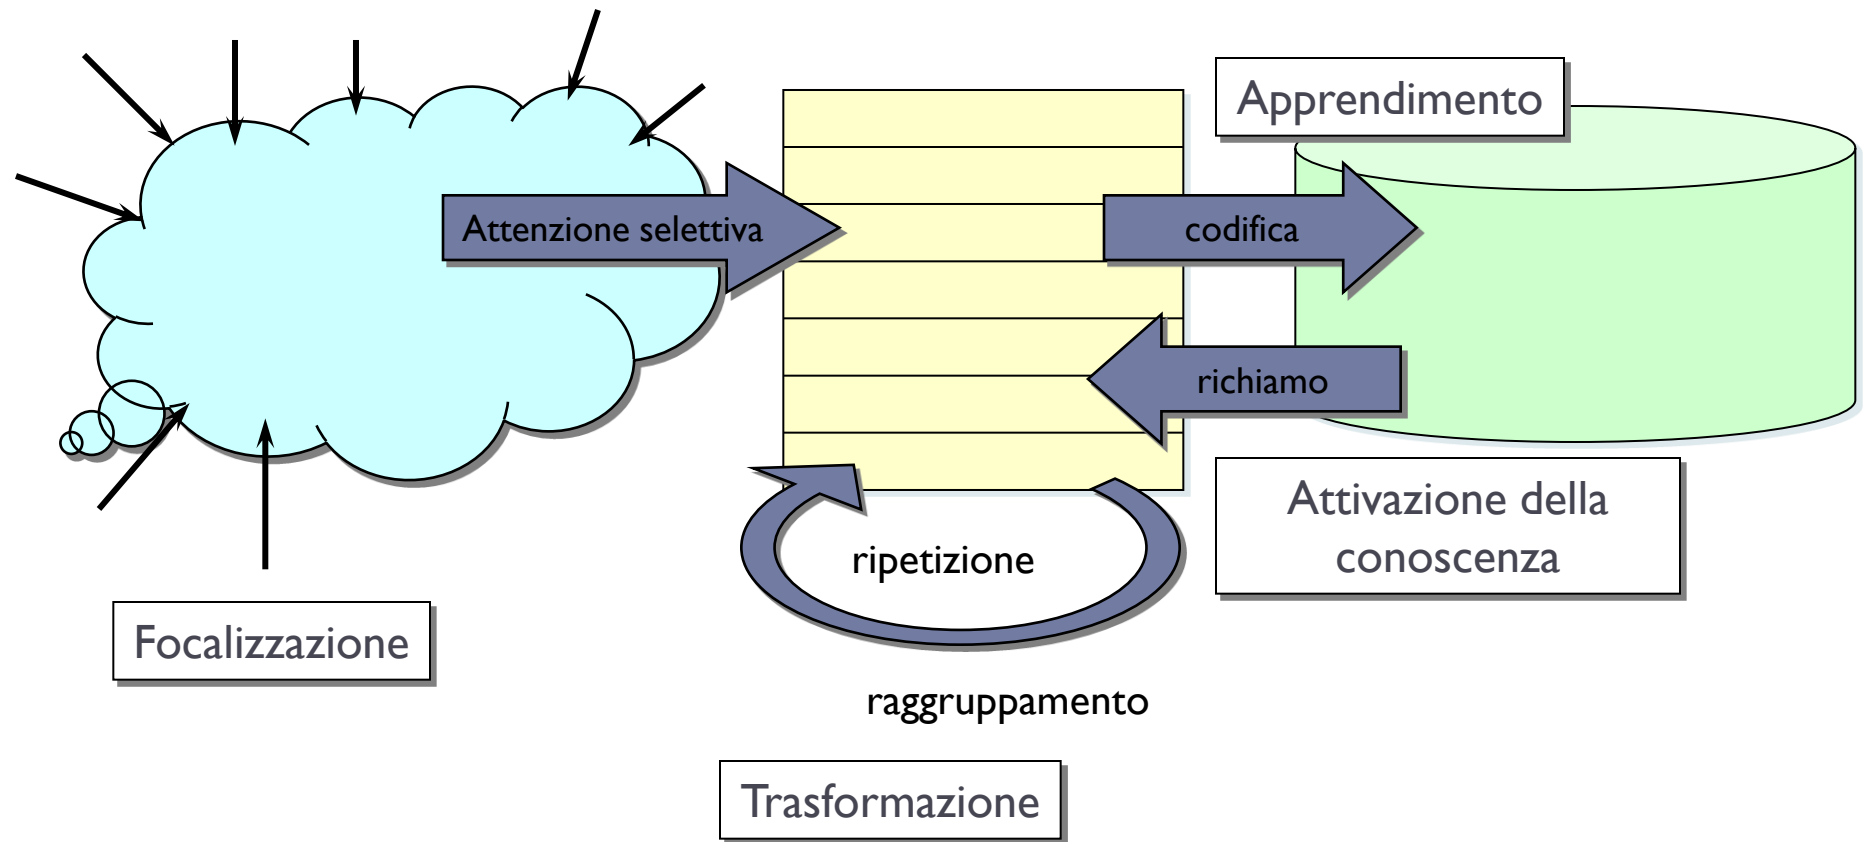 Apprendimento
Attenzione selettiva
codifica
richiamo
Attivazione della
conoscenza
ripetizione
Focalizzazione
raggruppamento
Trasformazione